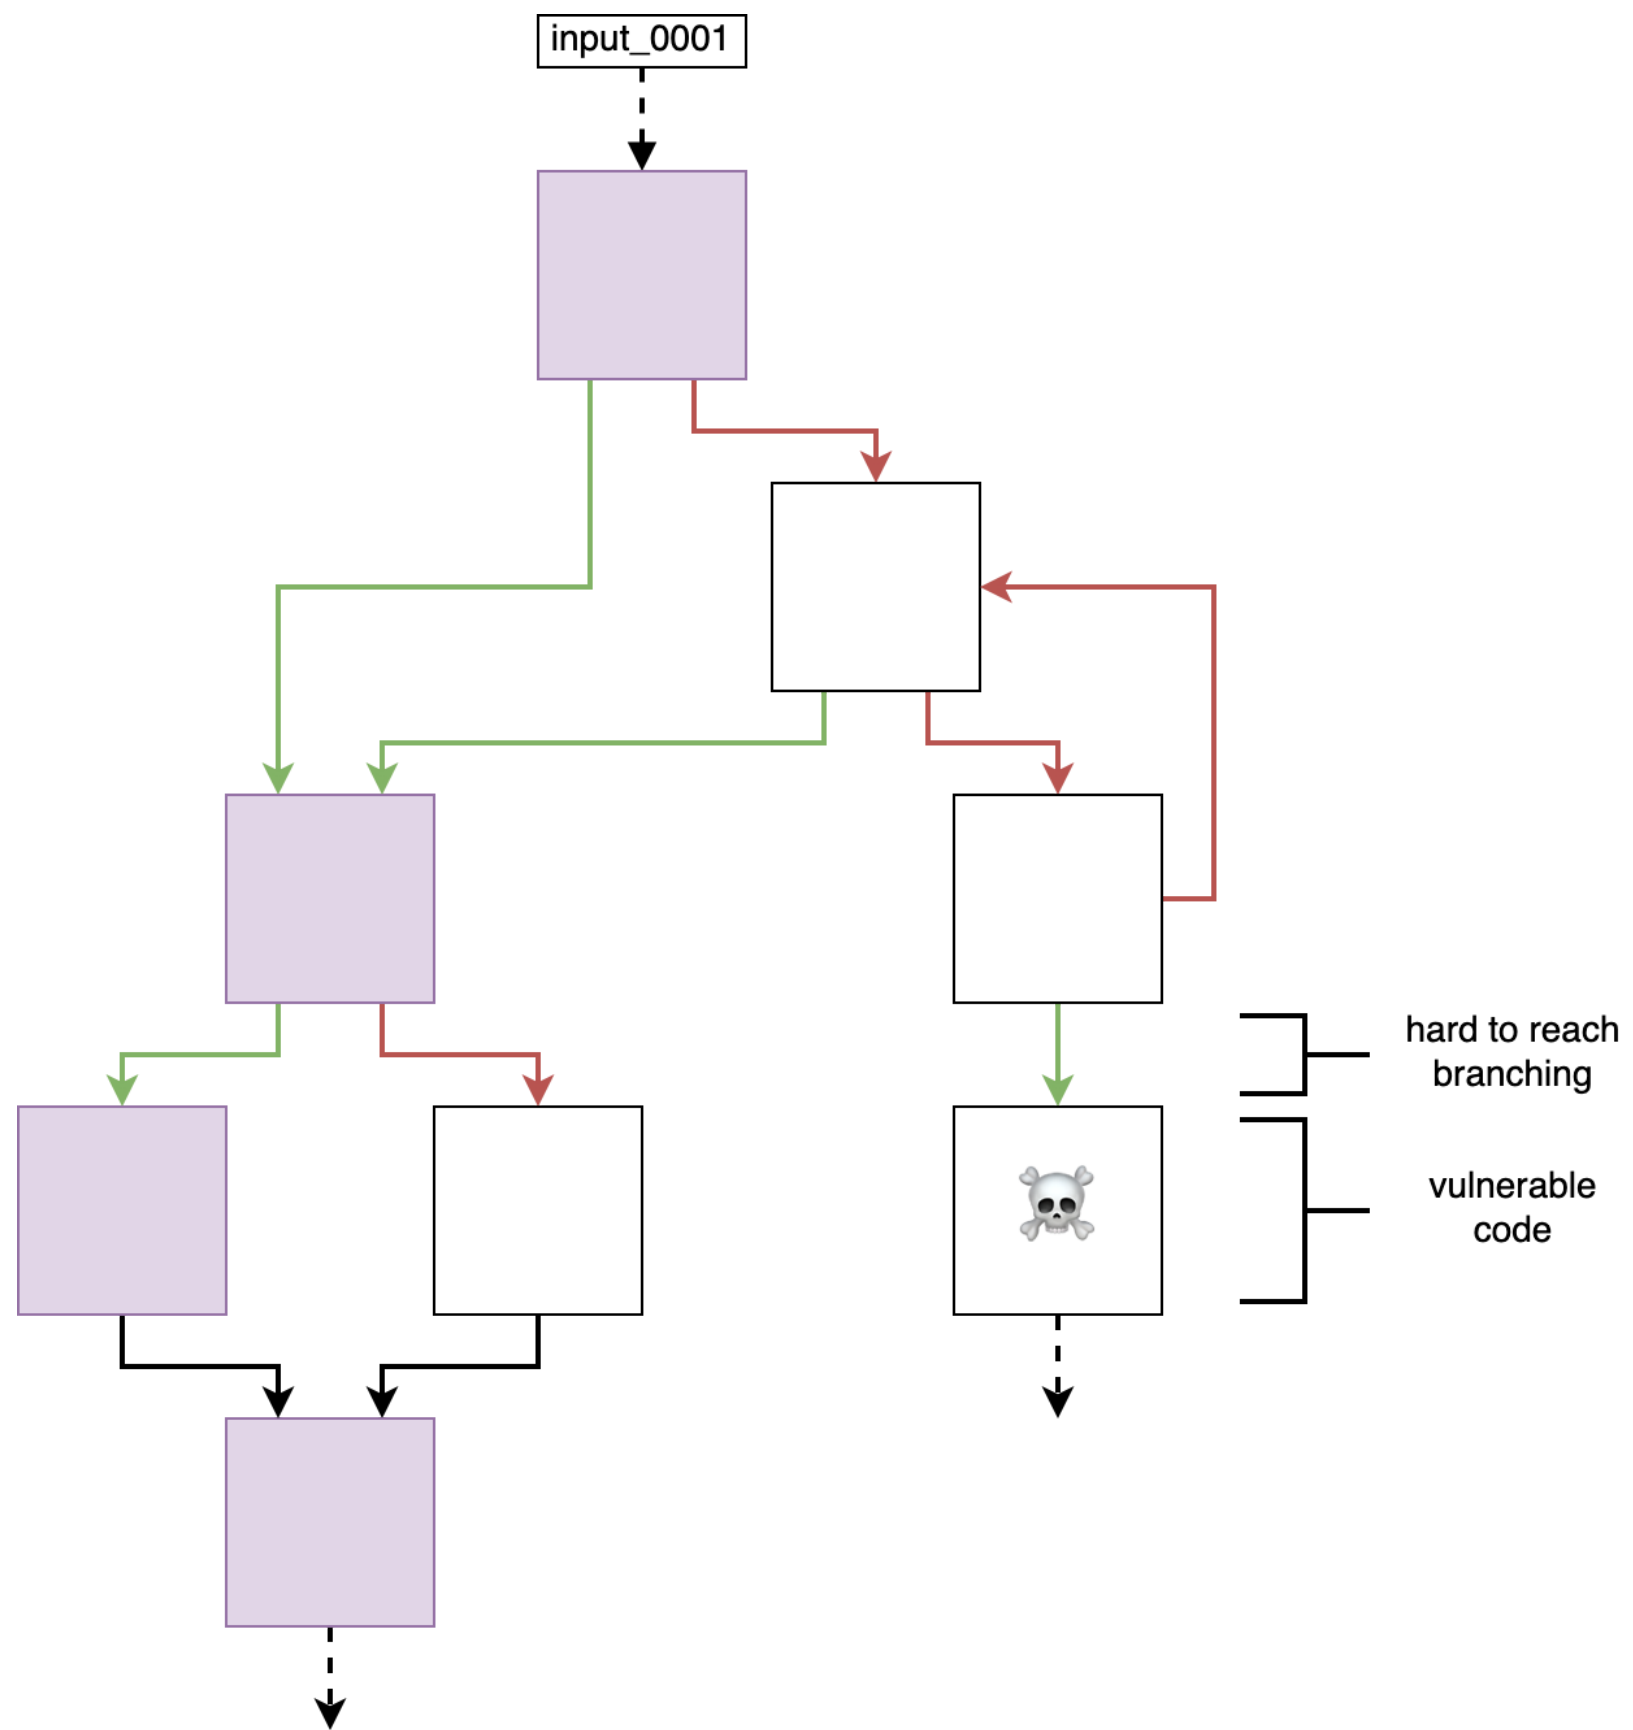 input_0001
hard to reach
branching
vulnerable
code